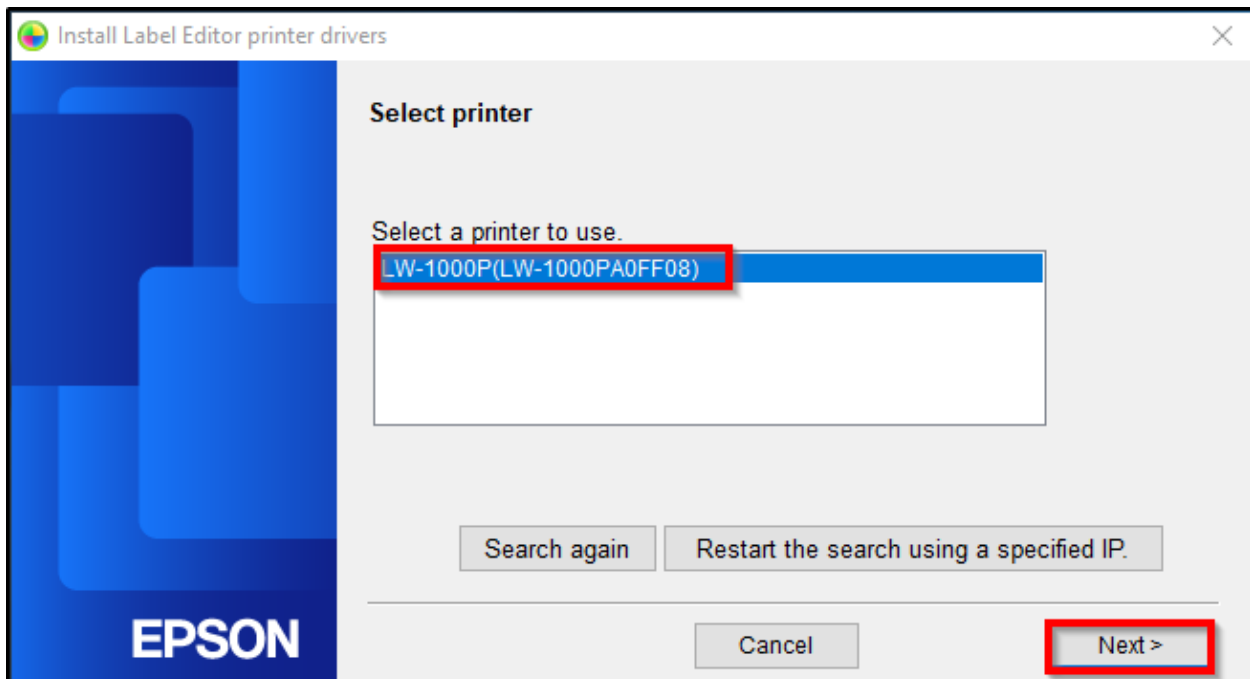 Install Label Editor printer drivers
Select printer
Select a printer to use.
LW-1000P(LW-1000PA0FF08)
Search again
Restart the search using a specified IP.
EPSON
Cancel
Next >